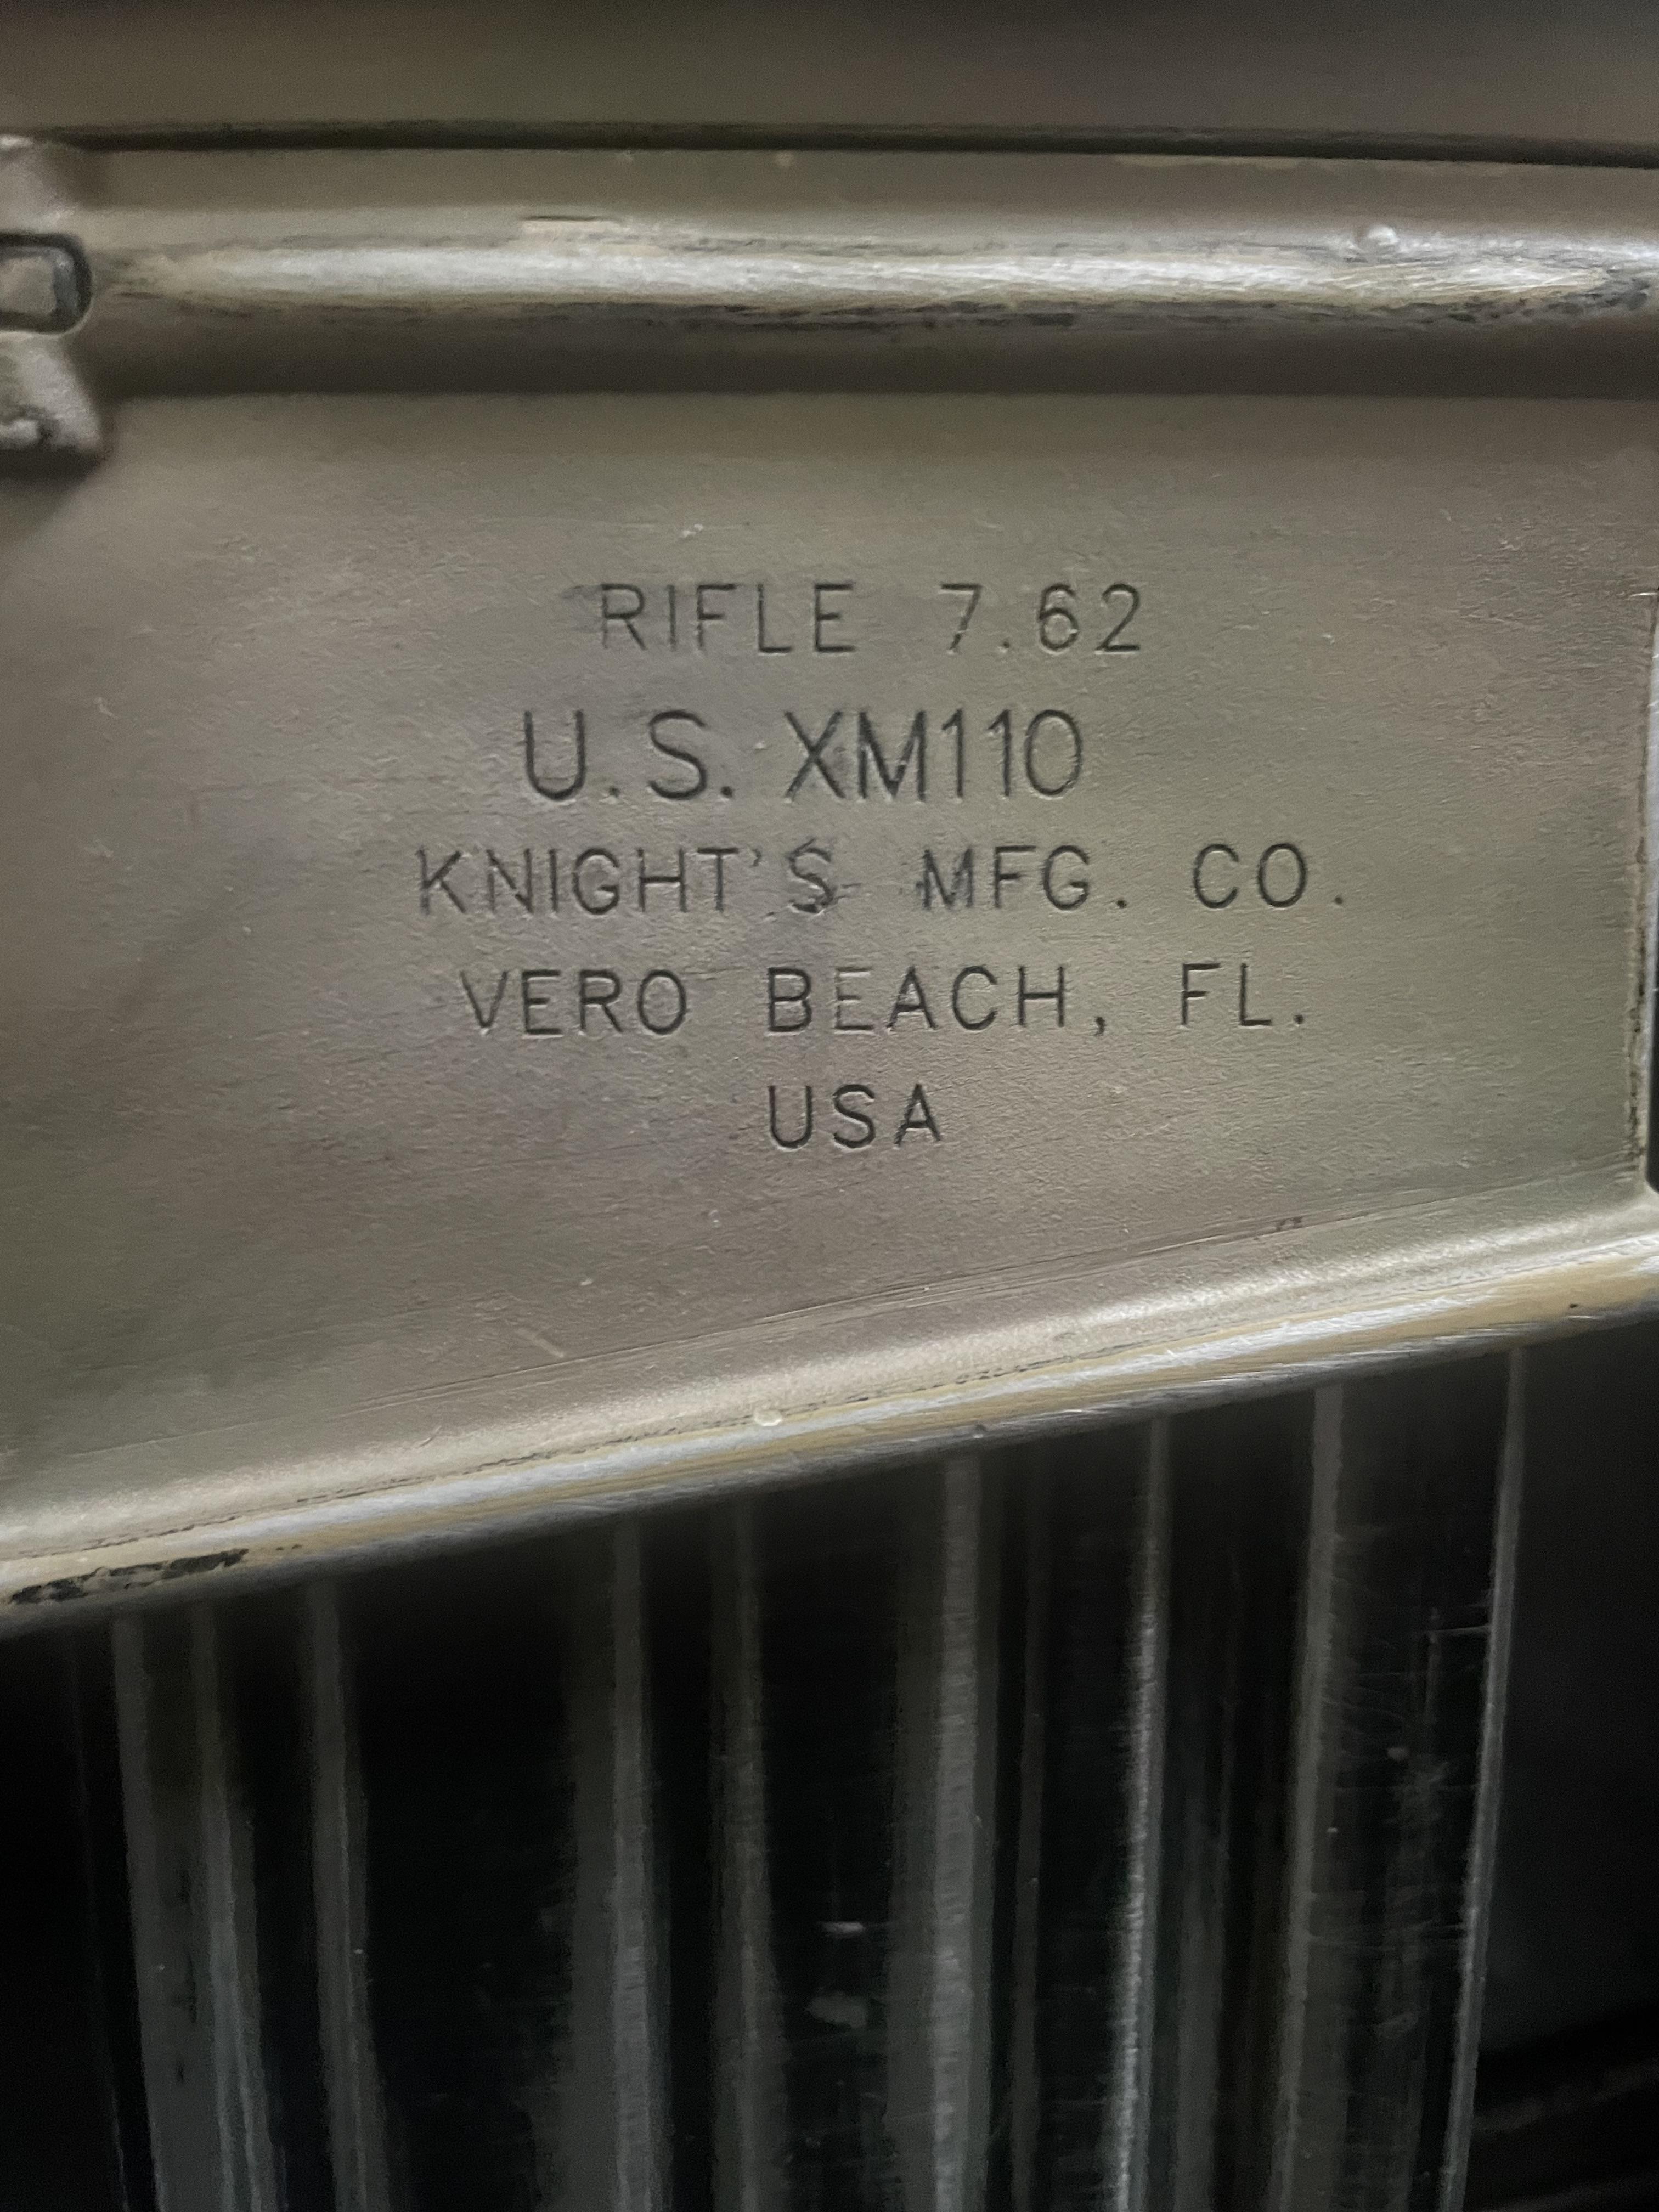 RIFLE 7.62
U.S. XM110
KNIGHT'S MFG. CO.
VERO BEACH, FL.
USA